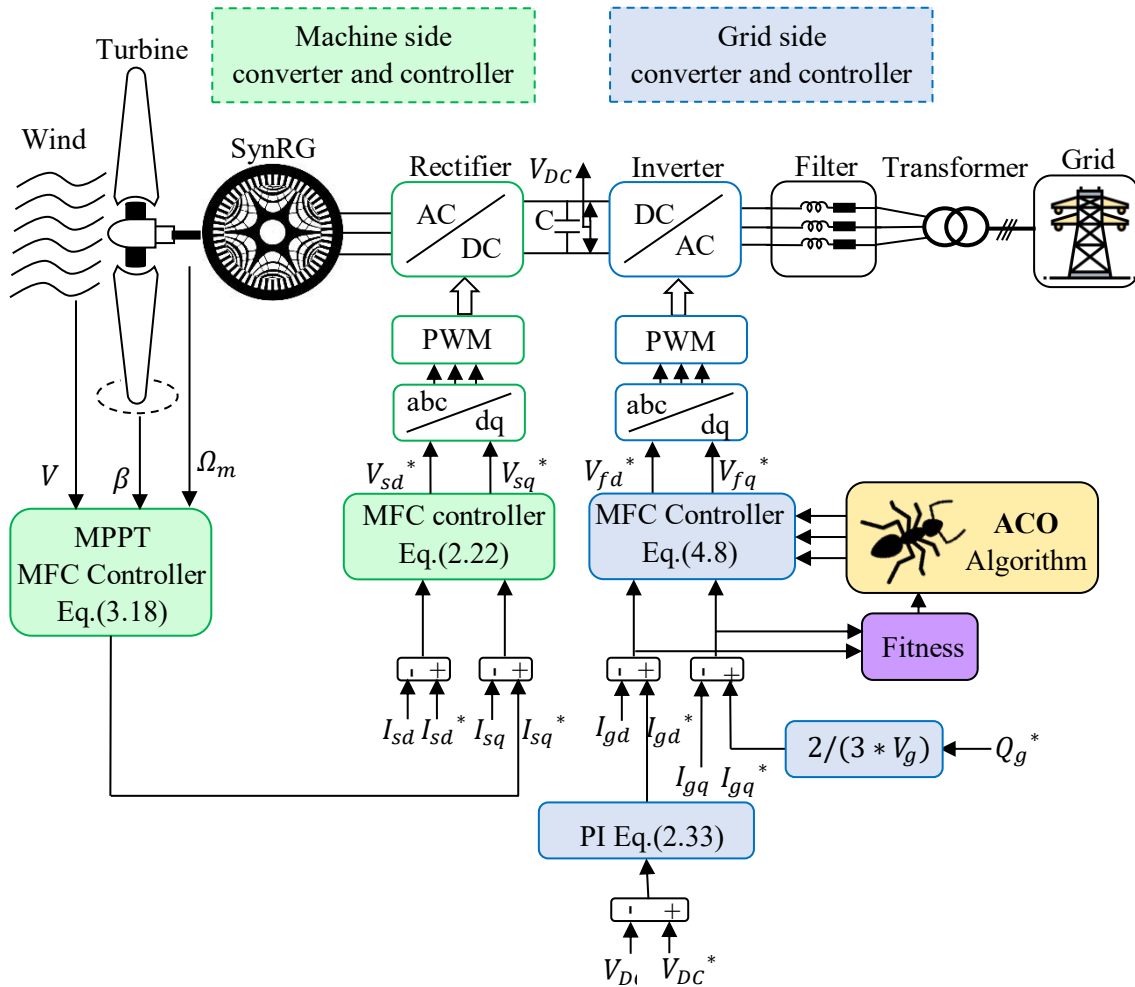 Turbine
Machine side
converter and controller
Grid side
converter and controller
Wind
SynRG
Rectifier
V_DC
Inverter
Filter
Transformer
Grid
AC
DC
C
DC
AC
PWM
PWM
abc
dq
abc
dq
V
β
Ω_m
V_sd*
V_sq*
V_fd*
V_fq*
MPPT
MFC Controller
Eq.(3.18)
MFC controller
Eq.(2.22)
MFC Controller
Eq.(4.8)
ACO
Algorithm
Fitness
- +
- +
- +
- +
I_sd
I_sd*
I_sq
I_sq*
I_gd
I_gd*
I_gq
I_gq*
2/(3 * V_g)
Q_g*
PI Eq.(2.33)
- +
V_DC*